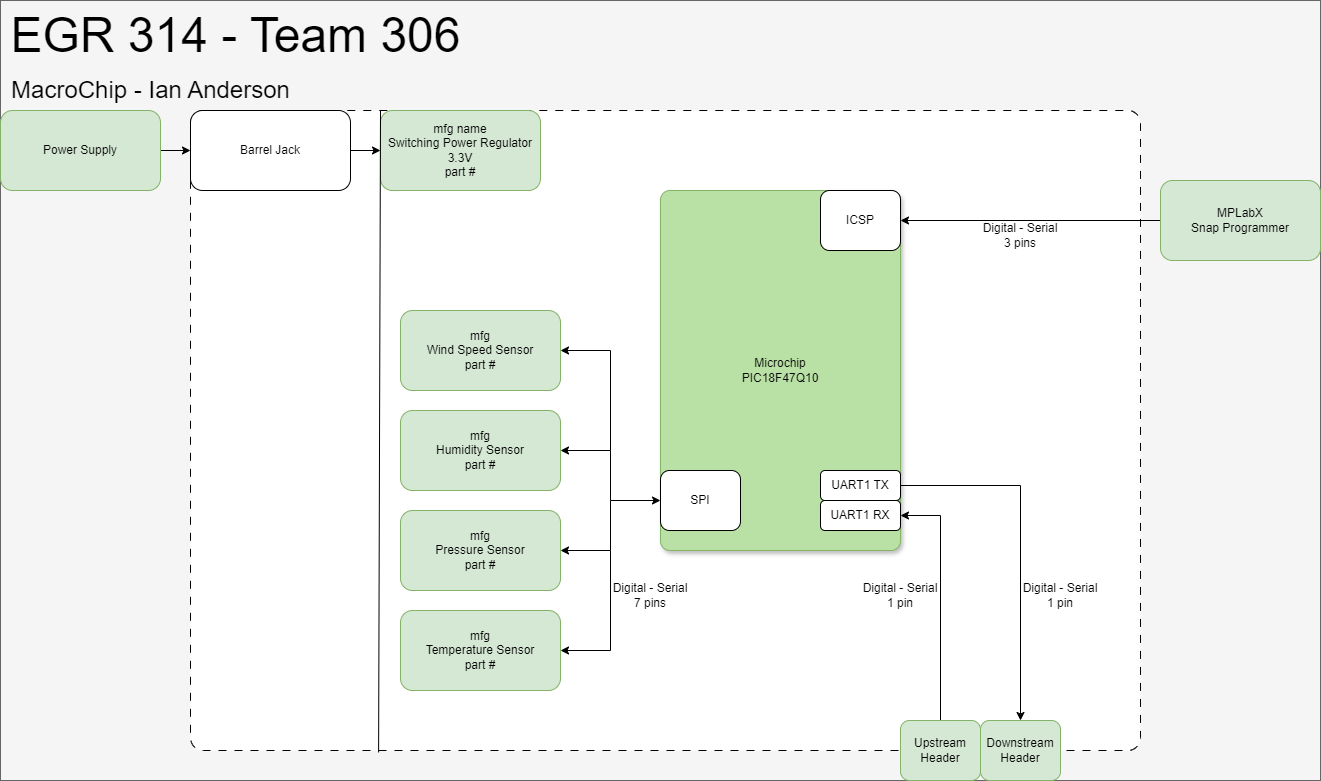 EGR 314 - Team 306
MacroChip - Ian Anderson
Power Supply
Barrel Jack
mfg name
Switching Power Regulator
3.3V
part #
ICSP
Digital - Serial
3 pins
MPLabX
Snap Programmer
mfg
Wind Speed Sensor
part #
Microchip
PIC18F47Q10
mfg
Humidity Sensor
part #
SPI
UART1 TX
UART1 RX
mfg
Pressure Sensor
part #
Digital - Serial
7 pins
Digital - Serial
1 pin
Digital - Serial
1 pin
mfg
Temperature Sensor
part #
Upstream
Header
Downstream
Header